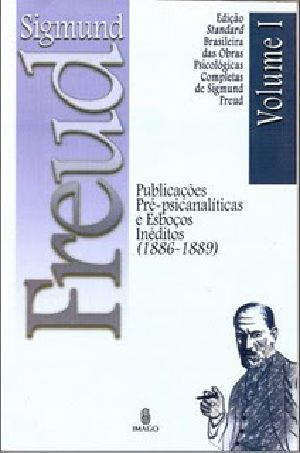 Sigmund
Freud
Edição
Standard
Brasileira
das Obras
Psicológicas
Completas
de Sigmund
Freud
Volume I
Publicações
Pré-psicanalíticas
e Esboços
Inéditos
(1886-1889)
IMAGO